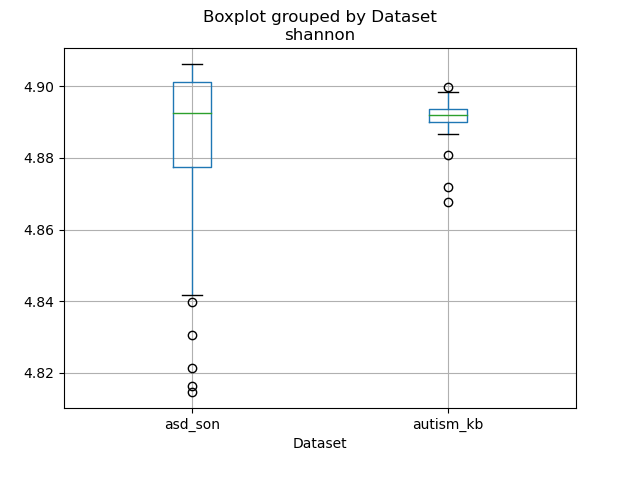 Boxplot grouped by Dataset
shannon
4.90
4.88
4.86
4.84
4.82
asd_son
autism_kb
Dataset